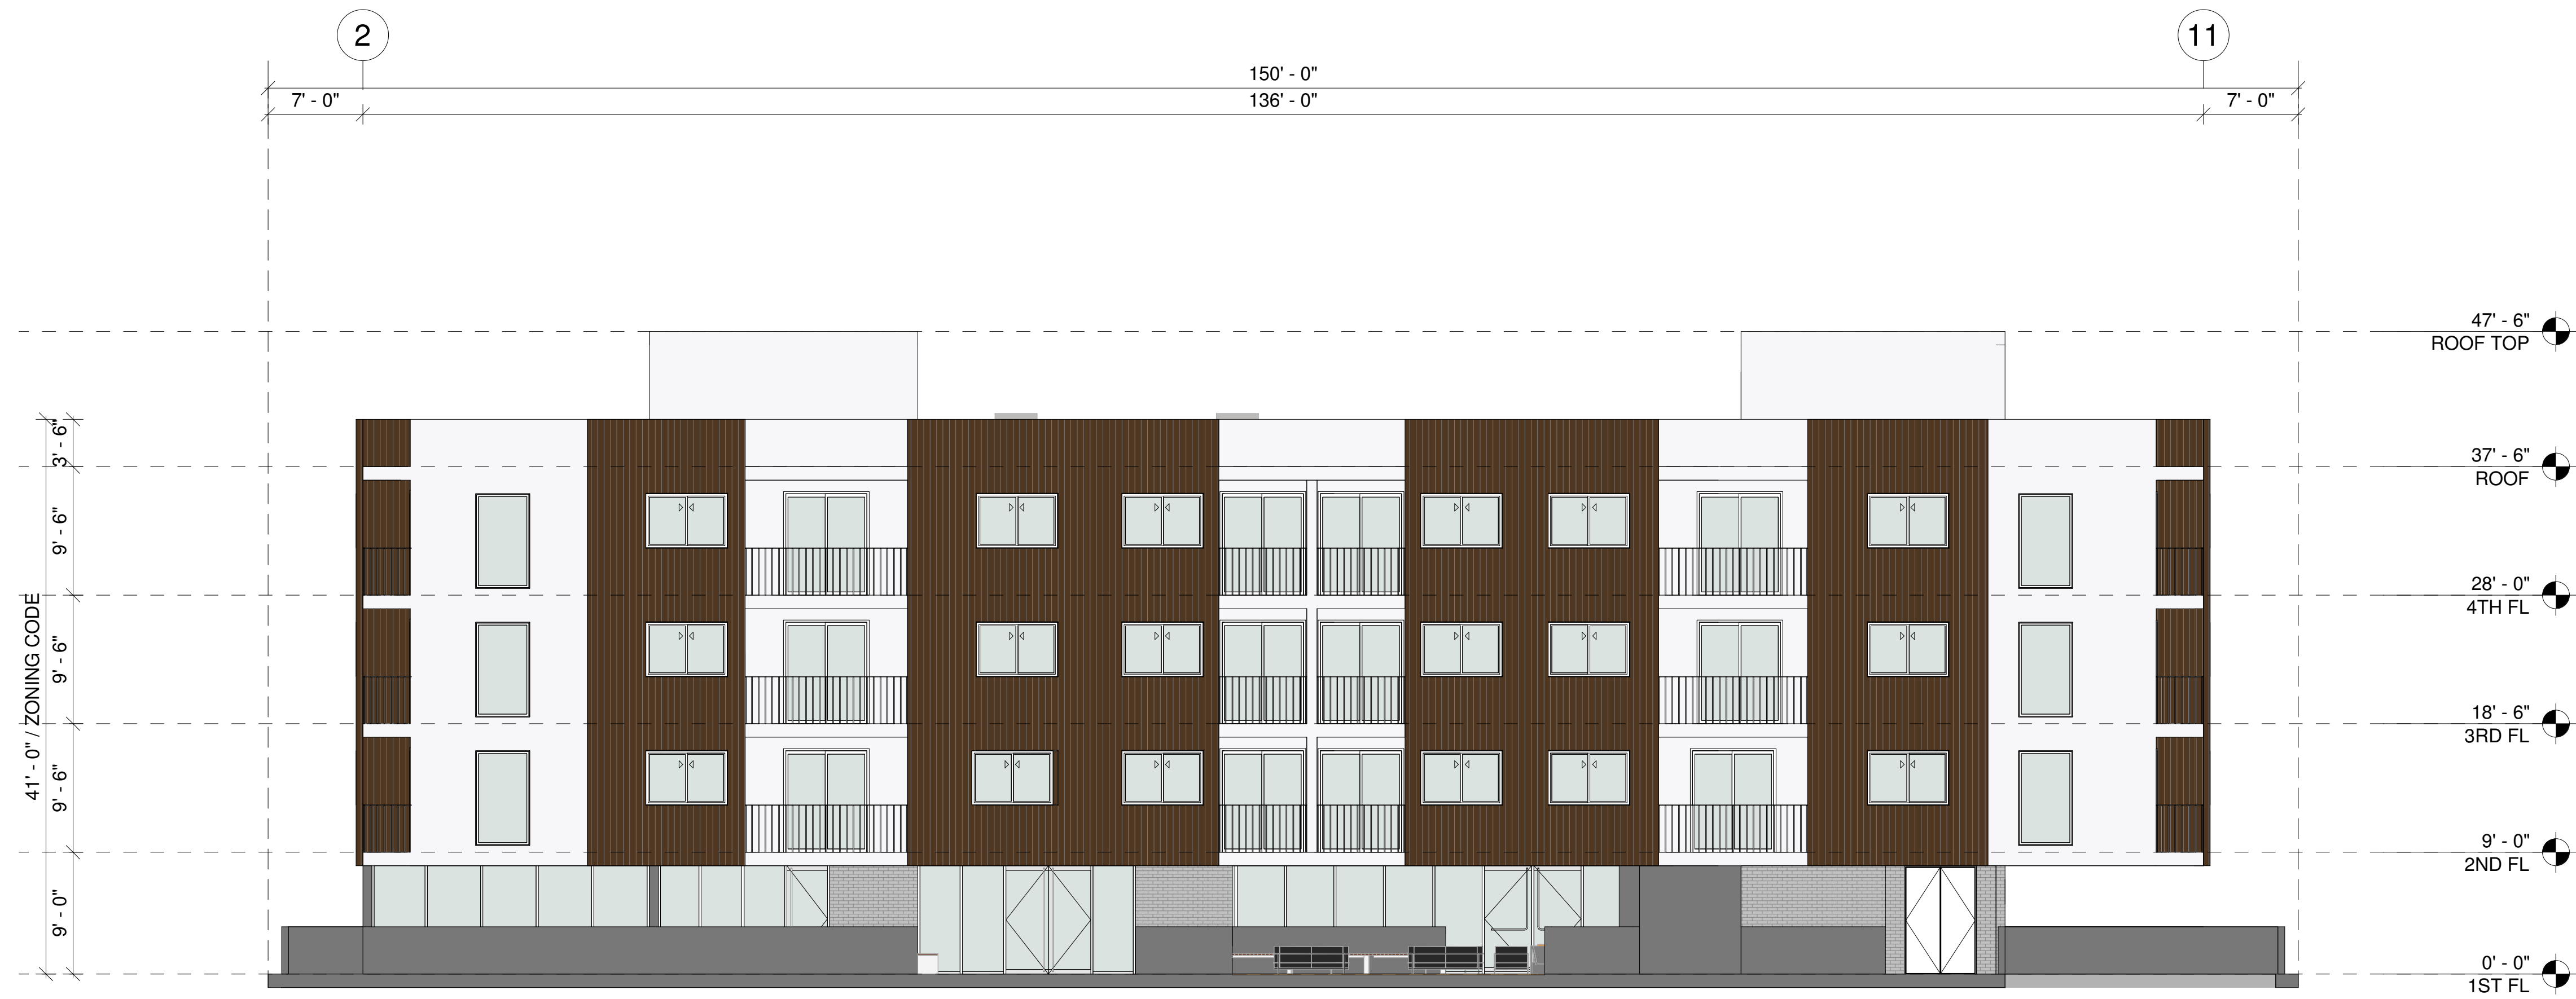 2
11
150' - 0"
7' - 0"
136' - 0"
7' - 0"
47' - 6"
ROOF TOP
3' - 6"
37' - 6"
ROOF
9' - 6"
28' - 0"
4TH FL
41' - 0" / ZONING CODE
9' - 6"
18' - 6"
3RD FL
9' - 6"
9' - 0"
2ND FL
9' - 0"
0' - 0"
1ST FL